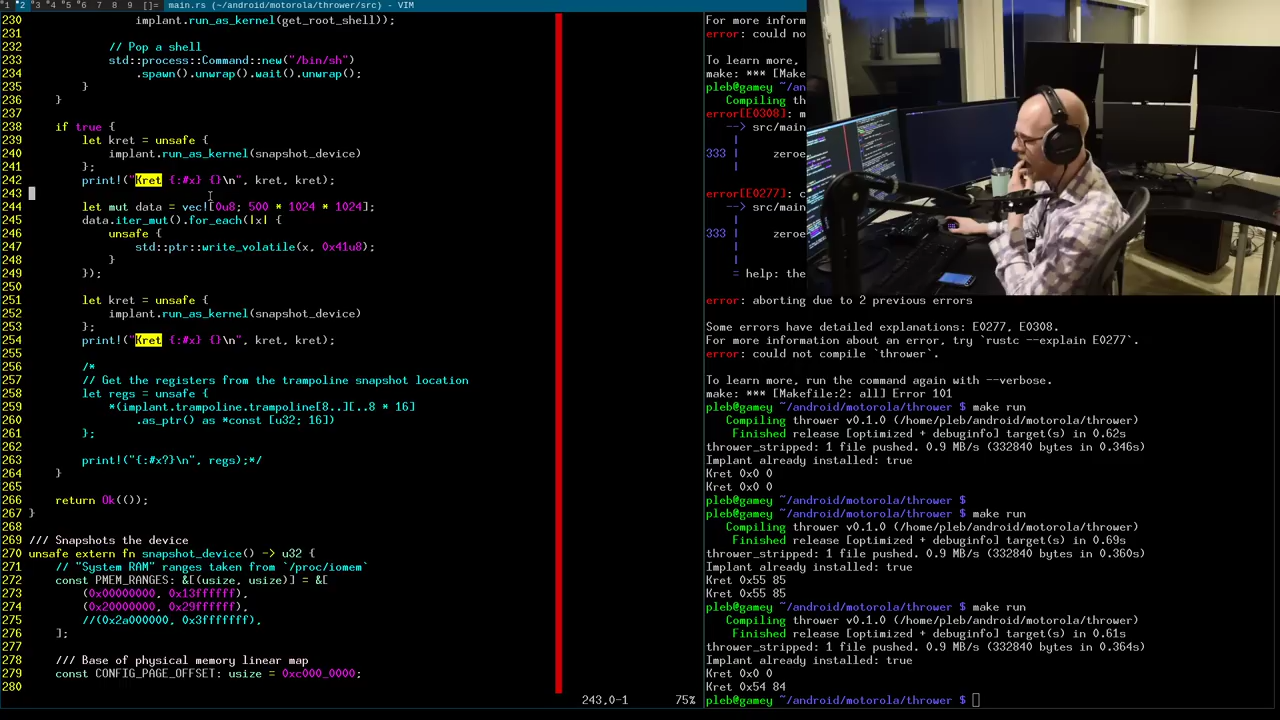 1 2 3 4 5 6 7 8 9 []= main.rs (~/android/motorola/thrower/src) - VIM
230 implant.run_as_kernel(get_root_shell));
231
232 // Pop a shell
233 std::process::Command::new("/bin/sh")
234 .spawn().unwrap().wait().unwrap();
235 }
236 }
237
238 if true {
239 let kret = unsafe {
240 implant.run_as_kernel(snapshot_device)
241 };
242 print!("Kret {:#x} {}\n", kret, kret);
243
244 let mut data = vec![0u8; 500 * 1024 * 1024];
245 data.iter_mut().for_each(|x| {
246 unsafe {
247 std::ptr::write_volatile(x, 0x41u8);
248 }
249 });
250
251 let kret = unsafe {
252 implant.run_as_kernel(snapshot_device)
253 };
254 print!("Kret {:#x} {}\n", kret, kret);
255
256 /*
257 // Get the registers from the trampoline snapshot location
258 let regs = unsafe {
259 *(implant.trampoline.trampoline[8..][..8 * 16]
260 .as_ptr() as *const [u32; 16])
261 };
262
263 print!("{:#x?}\n", regs);*/
264 }
265
266 return Ok(());
267 }
268
269 /// Snapshots the device
270 unsafe extern fn snapshot_device() -> u32 {
271 // "System RAM" ranges taken from `/proc/iomem`
272 const PMEM_RANGES: &[(usize, usize)] = &[
273 (0x00000000, 0x13ffffff),
274 (0x20000000, 0x29ffffff),
275 //(0x2a000000, 0x3fffffff),
276 ];
277
278 /// Base of physical memory linear map
279 const CONFIG_PAGE_OFFSET: usize = 0xc000_0000;
280
243,0-1 75%
For more inform
error: could no
To learn more,
make: *** [Make
pleb@gamey ~/an
Compiling th
error[E0308]: m
--> src/main
|
333 | zeroe
|
error[E0277]: c
--> src/main
|
333 | zeroe
|
= help: the
error: aborting due to 2 previous errors
Some errors have detailed explanations: E0277, E0308.
For more information about an error, try `rustc --explain E0277`.
error: could not compile `thrower`.
To learn more, run the command again with --verbose.
make: *** [Makefile:2: all] Error 101
pleb@gamey ~/android/motorola/thrower $ make run
Compiling thrower v0.1.0 (/home/pleb/android/motorola/thrower)
Finished release [optimized + debuginfo] target(s) in 0.62s
thrower_stripped: 1 file pushed. 0.9 MB/s (332840 bytes in 0.346s)
Implant already installed: true
Kret 0x0 0
Kret 0x0 0
pleb@gamey ~/android/motorola/thrower $
pleb@gamey ~/android/motorola/thrower $ make run
Compiling thrower v0.1.0 (/home/pleb/android/motorola/thrower)
Finished release [optimized + debuginfo] target(s) in 0.69s
thrower_stripped: 1 file pushed. 0.9 MB/s (332840 bytes in 0.360s)
Implant already installed: true
Kret 0x55 85
Kret 0x55 85
pleb@gamey ~/android/motorola/thrower $ make run
Compiling thrower v0.1.0 (/home/pleb/android/motorola/thrower)
Finished release [optimized + debuginfo] target(s) in 0.61s
thrower_stripped: 1 file pushed. 0.9 MB/s (332840 bytes in 0.364s)
Implant already installed: true
Kret 0x0 0
Kret 0x54 84
pleb@gamey ~/android/motorola/thrower $